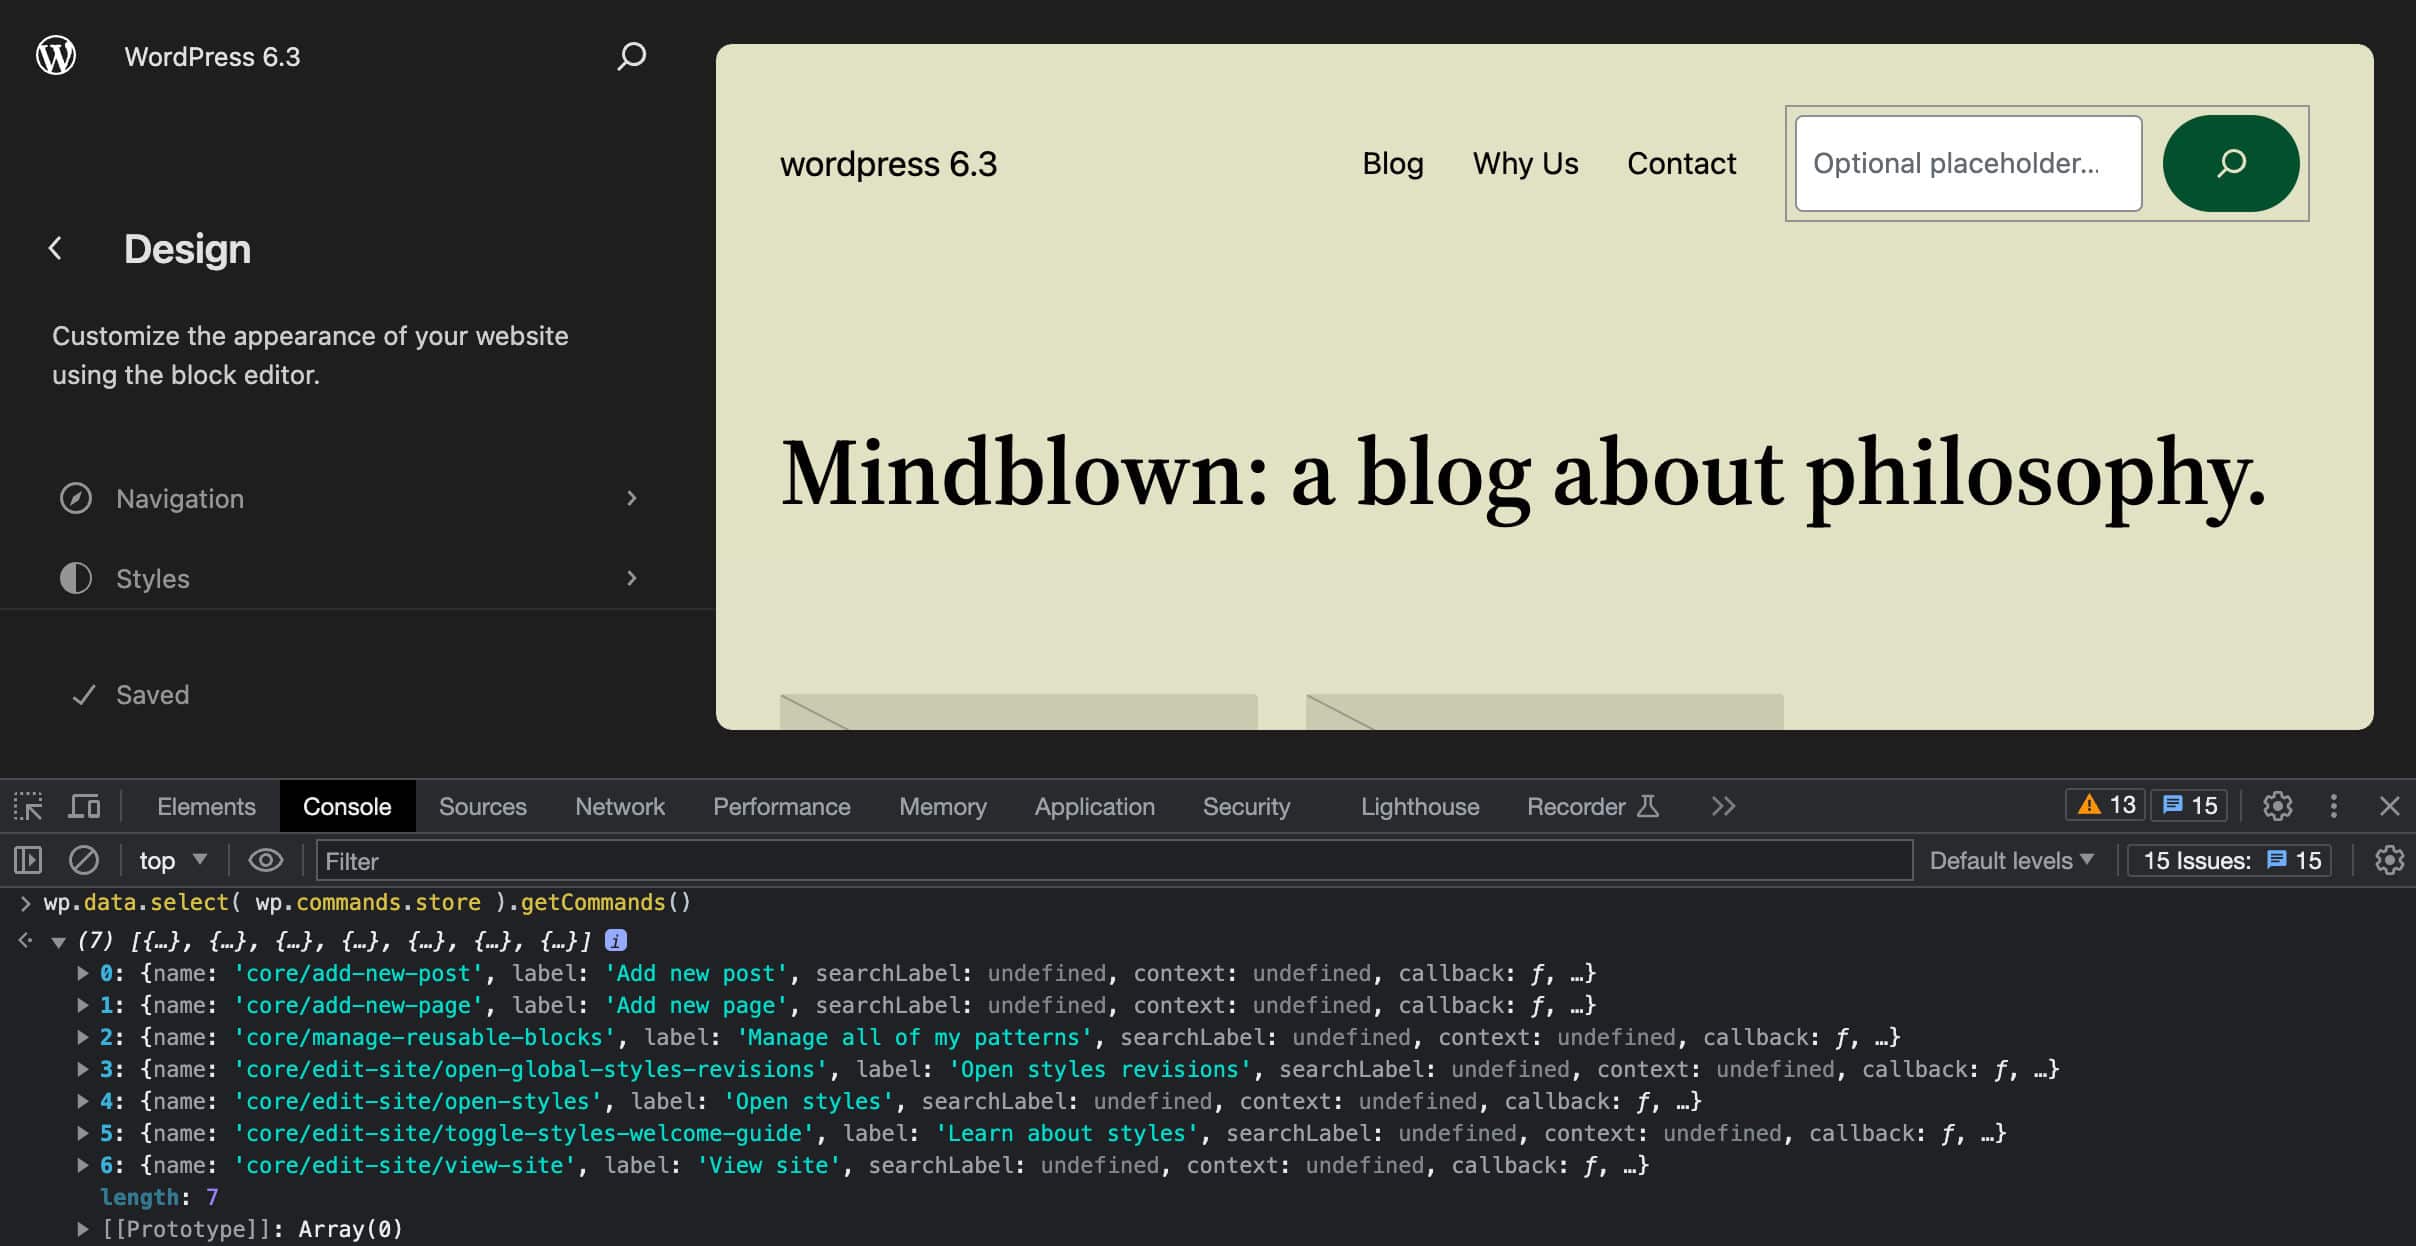 WordPress 6.3
Design
Customize the appearance of your website
using the block editor.
Navigation
Styles
Saved
wordpress 6.3
Blog Why Us Contact Optional placeholder...
Mindblown: a blog about philosophy.
Elements Console Sources Network Performance Memory Application Security Lighthouse Recorder 13 15
top Filter Default levels 15 Issues: 15
wp.data.select( wp.commands.store ).getCommands()
(7) [{…}, {…}, {…}, {…}, {…}, {…}, {…}] i
0: {name: 'core/add-new-post', label: 'Add new post', searchLabel: undefined, context: undefined, callback: ƒ, …}
1: {name: 'core/add-new-page', label: 'Add new page', searchLabel: undefined, context: undefined, callback: ƒ, …}
2: {name: 'core/manage-reusable-blocks', label: 'Manage all of my patterns', searchLabel: undefined, context: undefined, callback: ƒ, …}
3: {name: 'core/edit-site/open-global-styles-revisions', label: 'Open styles revisions', searchLabel: undefined, context: undefined, callback: ƒ, …}
4: {name: 'core/edit-site/open-styles', label: 'Open styles', searchLabel: undefined, context: undefined, callback: ƒ, …}
5: {name: 'core/edit-site/toggle-styles-welcome-guide', label: 'Learn about styles', searchLabel: undefined, context: undefined, callback: ƒ, …}
6: {name: 'core/edit-site/view-site', label: 'View site', searchLabel: undefined, context: undefined, callback: ƒ, …}
length: 7
[[Prototype]]: Array(0)